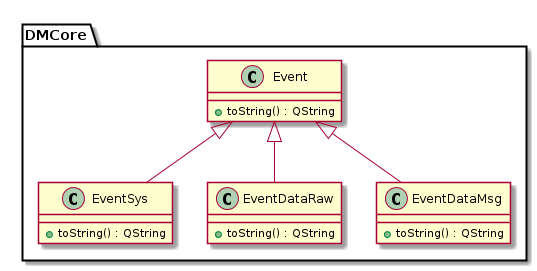 DMCore
C Event
toString() : QString
C EventSys
toString() : QString
C EventDataRaw
toString() : QString
C EventDataMsg
toString() : QString